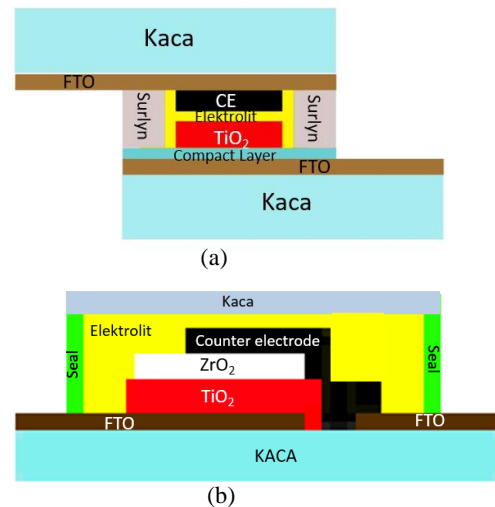 Kaca
FTO
Surlyn
CE
Elektrolit
TiO2
Surlyn
Compact Layer
FTO
Kaca
(a)
Kaca
Elektrolit
Counter electrode
Seal
ZrO2
Seal
TiO2
FTO
FTO
KACA
(b)